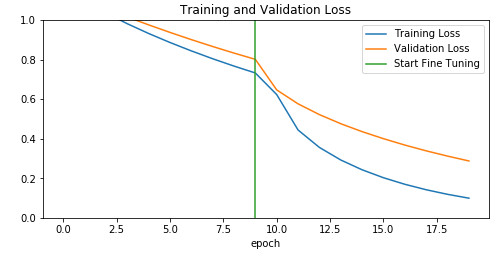 Training and Validation Loss
Training Loss
Validation Loss
Start Fine Tuning
1.0
0.8
0.6
0.4
0.2
0.0
0.0 2.5 5.0 7.5 10.0 12.5 15.0 17.5
epoch